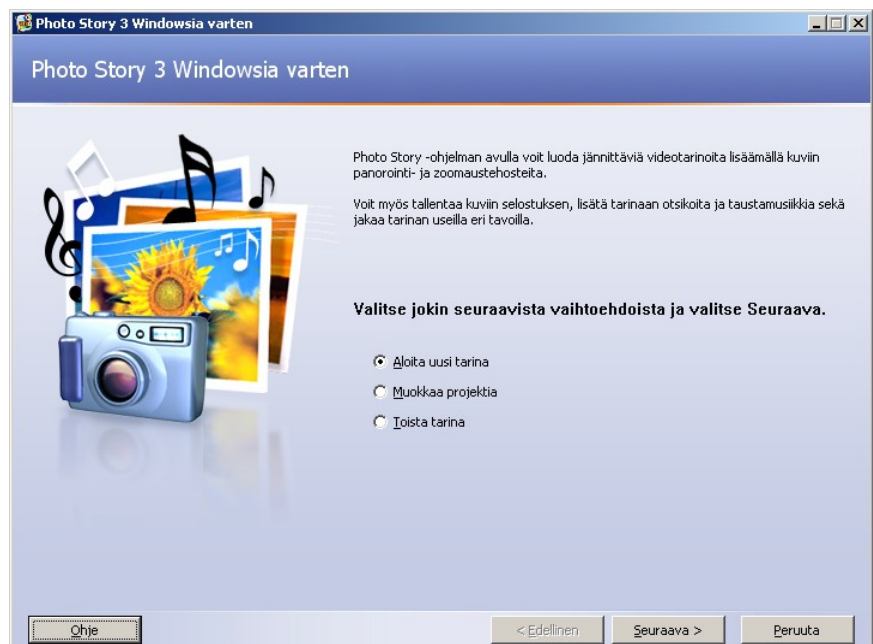 Photo Story 3 Windowsia varten
Photo Story 3 Windowsia varten
Photo Story -ohjelman avulla voit luoda jännittäviä videotarinoita lisäämällä kuviin
panorointi- ja zoomaustehosteita.
Voit myös tallentaa kuviin selostuksen, lisätä tarinaan otsikoita ja taustamusiikkia sekä
jakaa tarinan useilla eri tavoilla.
Valitse jokin seuraavista vaihtoehdoista ja valitse Seuraava.
Aloita uusi tarina
Muokkaa projektia
Toista tarina
Ohje
< Edellinen
Seuraava >
Peruuta